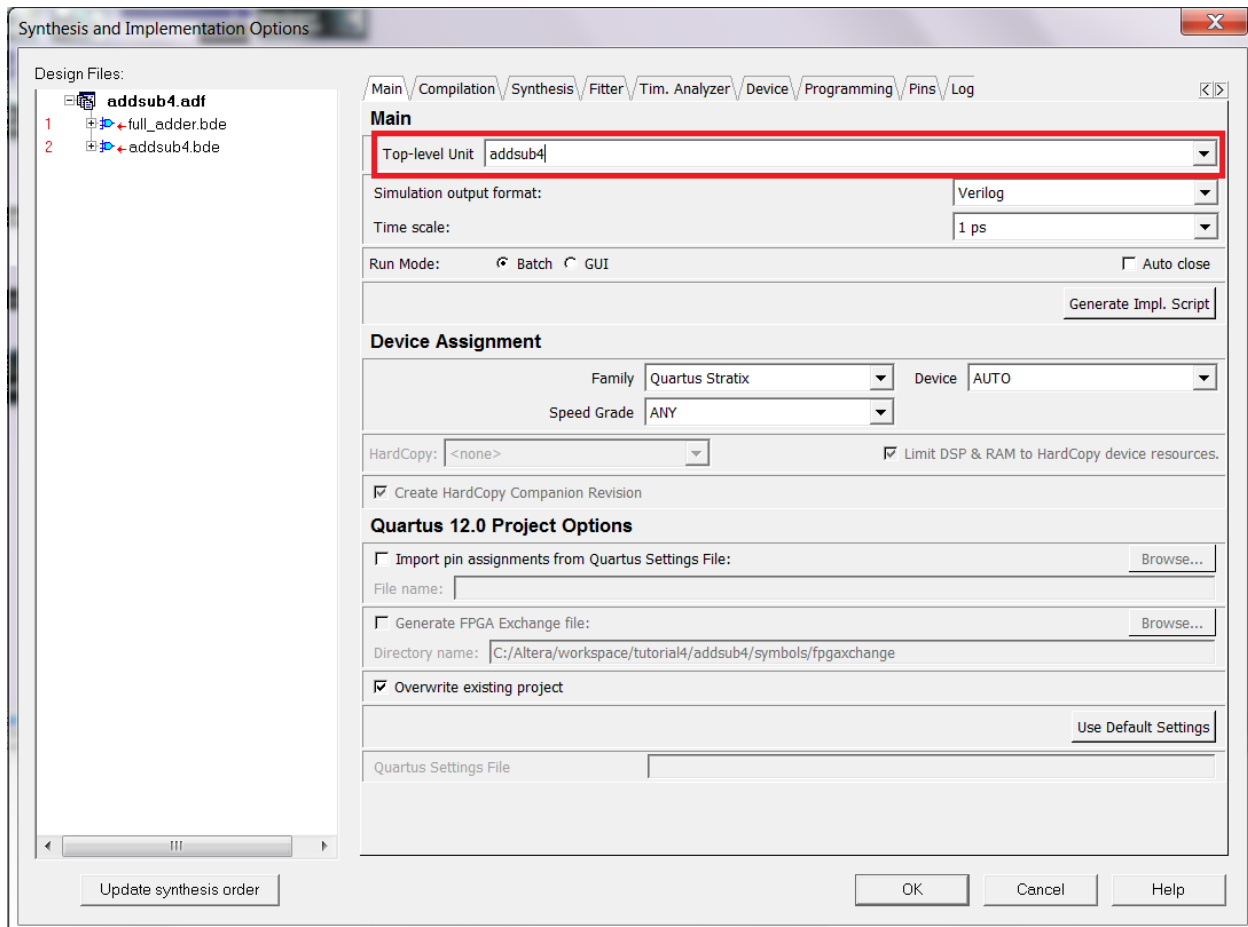 Synthesis and Implementation Options
X
Design Files:
addsub4.adf
1 full_adder.bde
2 addsub4.bde
Update synthesis order
Main Compilation Synthesis Fitter Tim. Analyzer Device Programming Pins Log
Main
Top-level Unit addsub4
Simulation output format: Verilog
Time scale: 1 ps
Run Mode: Batch GUI Auto close
Generate Impl. Script
Device Assignment
Family Quartus Stratix Device AUTO
Speed Grade ANY
HardCopy: <none> Limit DSP & RAM to HardCopy device resources.
Create HardCopy Companion Revision
Quartus 12.0 Project Options
Import pin assignments from Quartus Settings File: Browse...
File name:
Generate FPGA Exchange file: Browse...
Directory name: C:/Altera/workspace/tutorial4/addsub4/symbols/fpgaxchange
Overwrite existing project
Use Default Settings
Quartus Settings File
OK Cancel Help